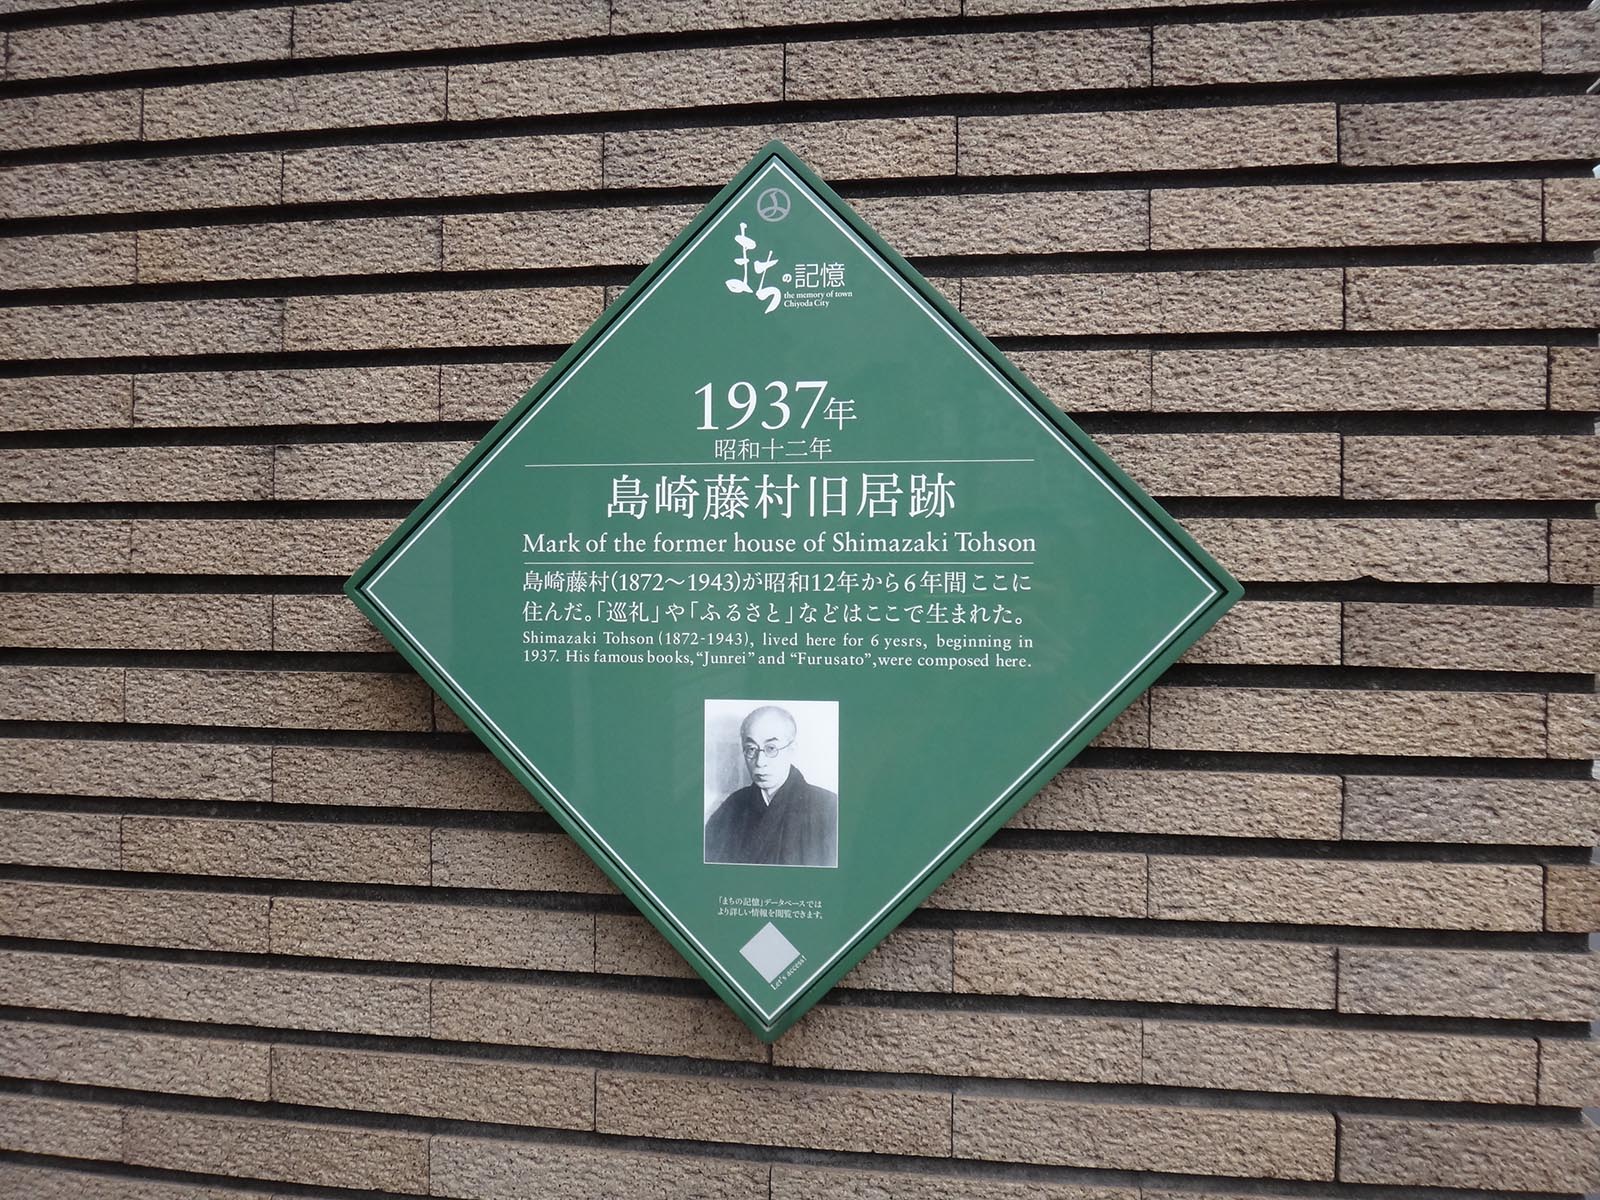 まちの記憶
the memory of town
Chiyoda City
1937年
昭和十二年
島崎藤村旧居跡
Mark of the former house of Shimazaki Tohson
島崎藤村(1872〜1943)が昭和12年から6年間ここに
住んだ。「巡礼」や「ふるさと」などはここで生まれた。
Shimazaki Tohson (1872-1943), lived here for 6 yesrs, beginning in
1937. His famous books, “Junrei” and “Furusato”, were composed here.
「まちの記憶」データベースでは
より詳しい情報を閲覧できます。
Let's access!